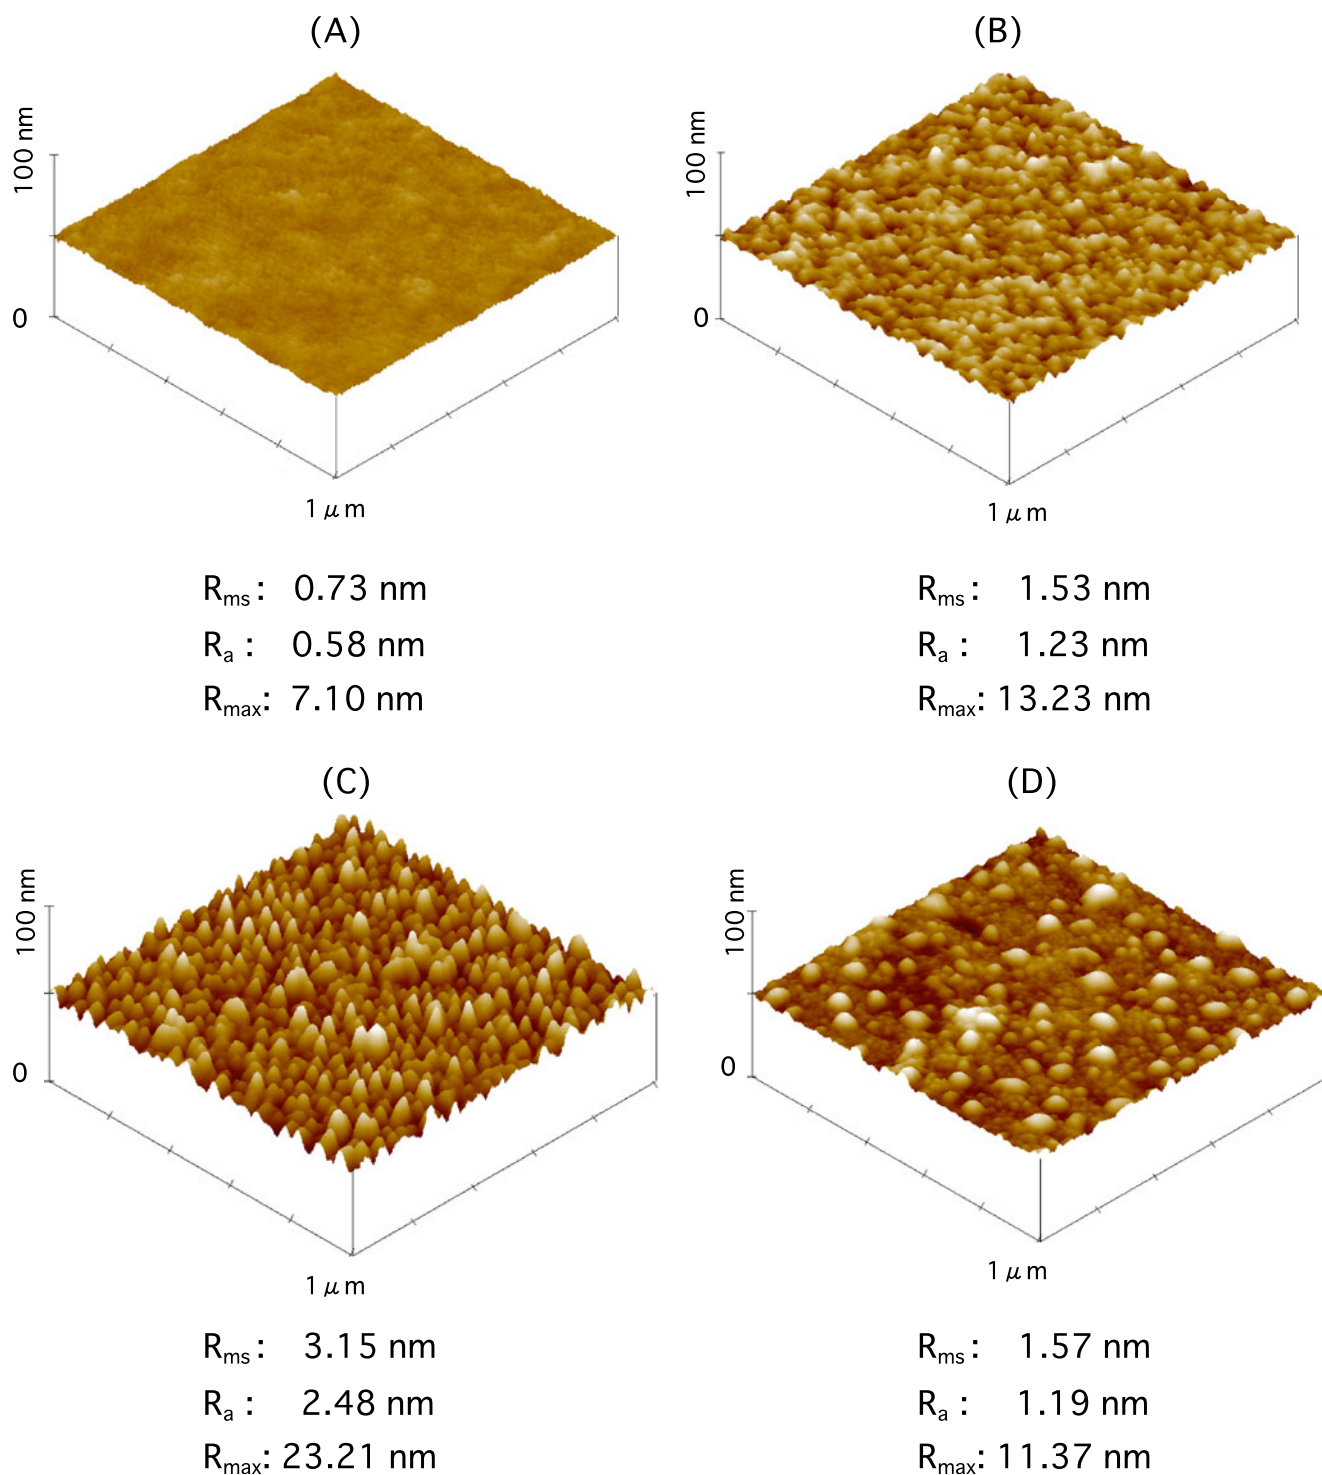 (A)
(B)
100 nm
0
1 μm
100 nm
0
1 μm
Rms: 0.73 nm
Ra: 0.58 nm
Rmax: 7.10 nm
Rms: 1.53 nm
Ra: 1.23 nm
Rmax: 13.23 nm
(C)
(D)
100 nm
0
1 μm
100 nm
0
1 μm
Rms: 3.15 nm
Ra: 2.48 nm
Rmax: 23.21 nm
Rms: 1.57 nm
Ra: 1.19 nm
Rmax: 11.37 nm